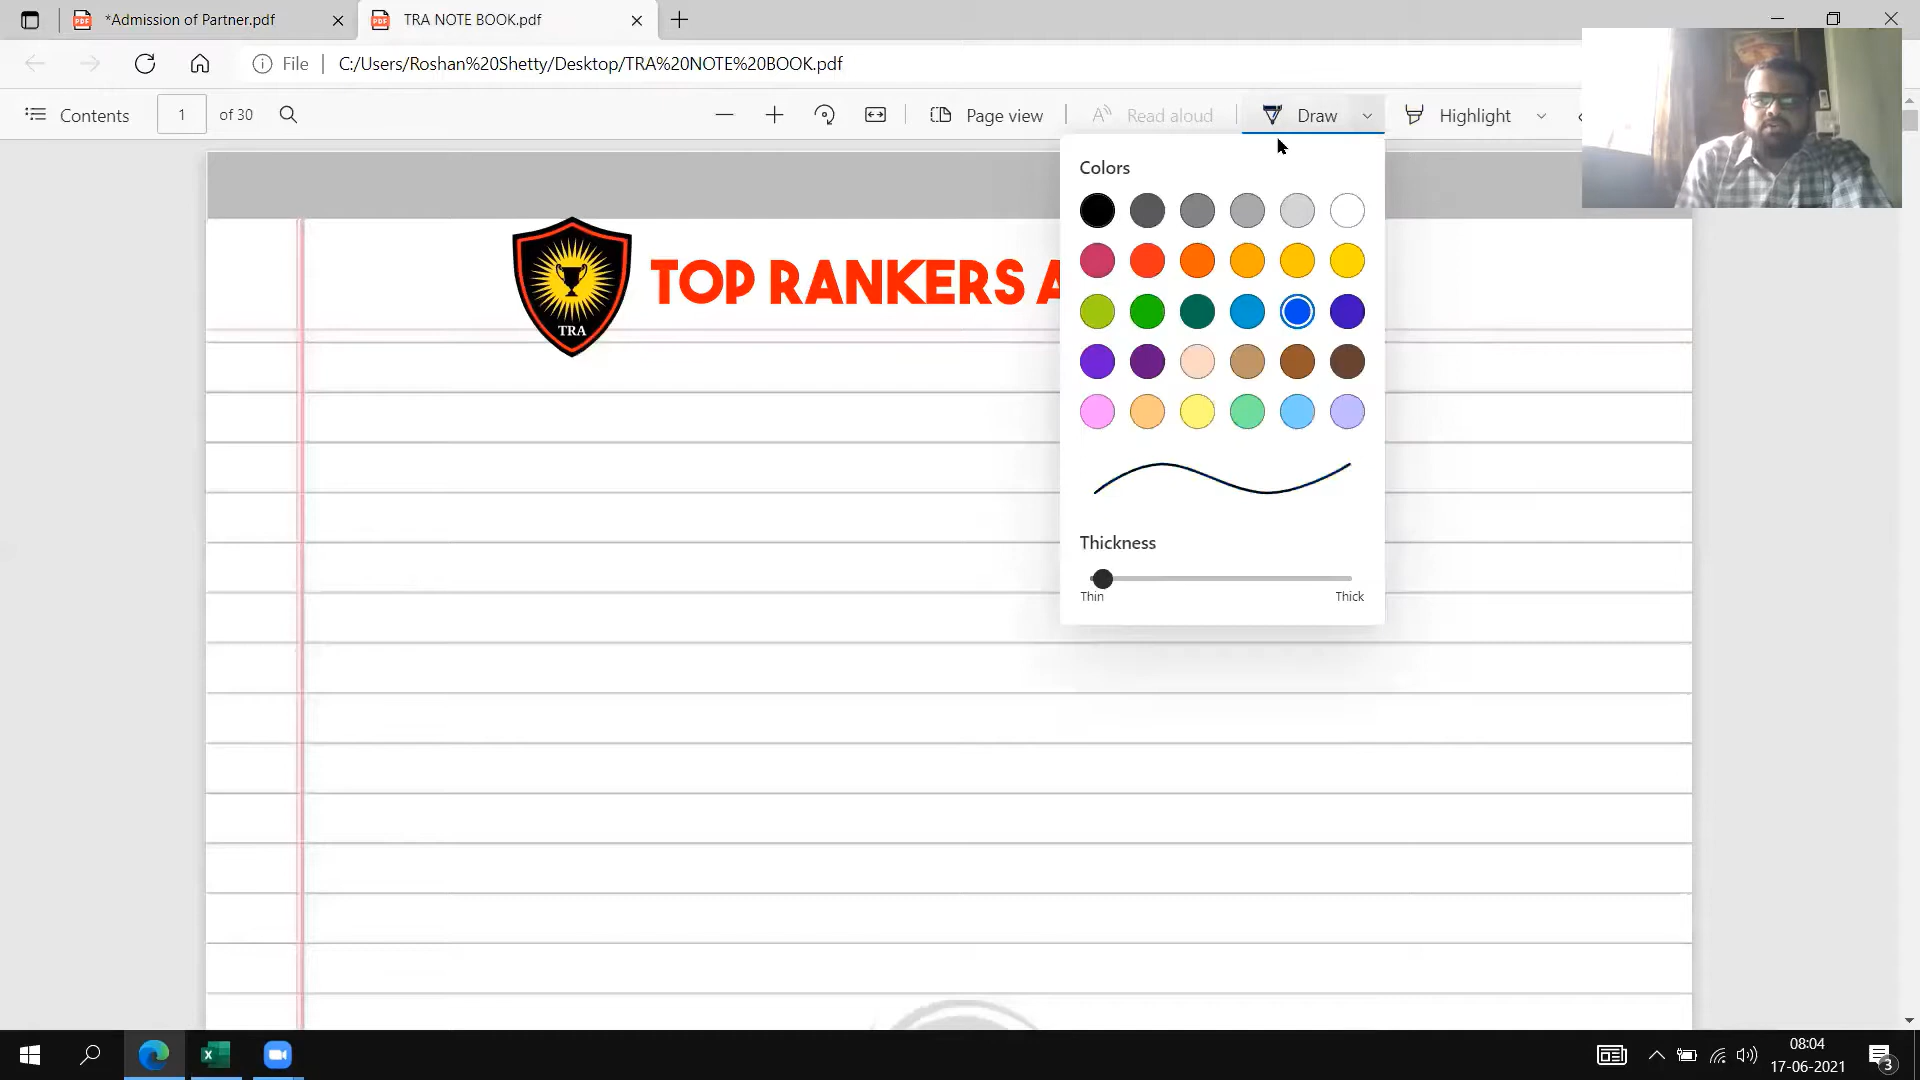 *Admission of Partner.pdf
TRA NOTE BOOK.pdf
File
C:/Users/Roshan%20Shetty/Desktop/TRA%20NOTE%20BOOK.pdf
Contents
1
of 30
Page view
Read aloud
Draw
Highlight
Colors
TRA
TOP RANKERS A
Thickness
Thin
Thick
08:04
17-06-2021
3